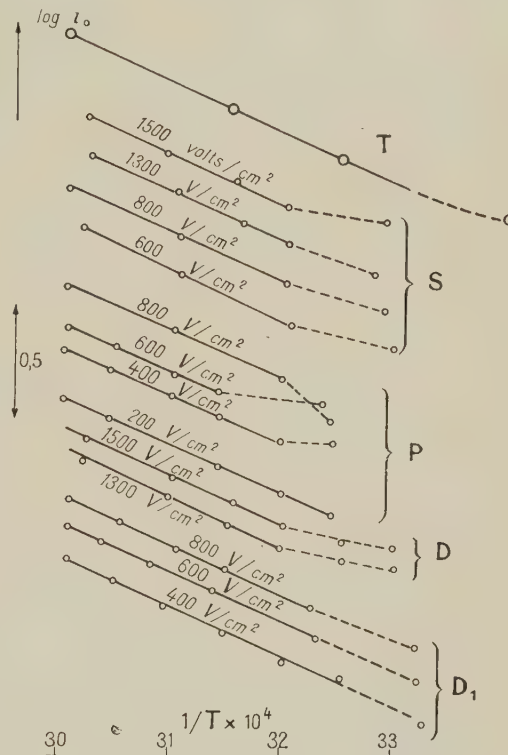 log i₀
T
1500 volts/cm²
1300 V/cm²
800 V/cm²
600 V/cm²
S
800 V/cm²
0,5
600 V/cm²
400 V/cm²
P
200 V/cm²
1500 V/cm²
1300 V/cm²
D
800 V/cm²
600 V/cm²
400 V/cm²
D₁
1/T × 10⁴
30 31 32 33